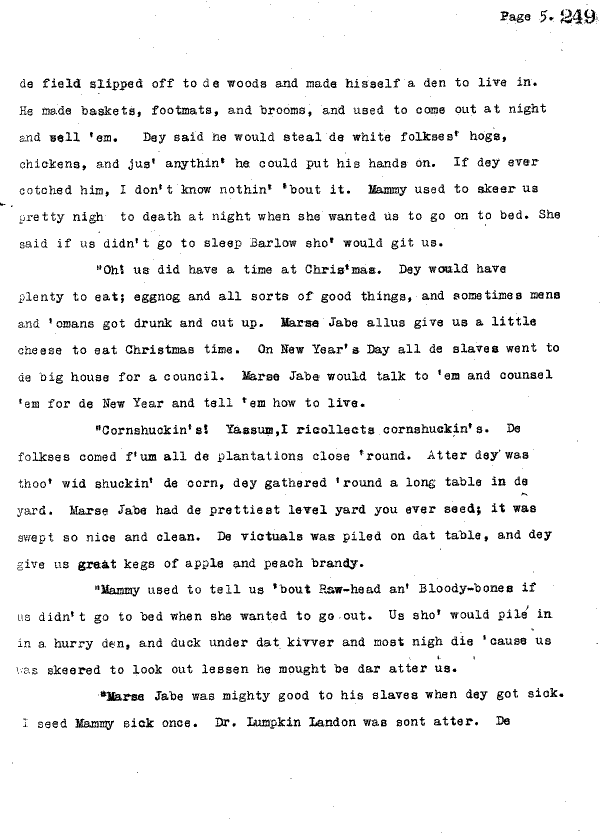 Page 5. 249
de field slipped off to de woods and made hisself a den to live in.
He made baskets, footmats, and brooms, and used to come out at night
and sell 'em. Dey said he would steal de white folkses' hogs,
chickens, and jus' anythin' he could put his hands on. If dey ever
cotched him, I don't know nothin' 'bout it. Mammy used to skeer us
pretty nigh to death at night when she wanted us to go on to bed. She
said if us didn't go to sleep Barlow sho' would git us.
"Oh! us did have a time at Chris'mas. Dey would have
plenty to eat; eggnog and all sorts of good things, and sometimes mens
and 'omans got drunk and cut up. Marse Jabe allus give us a little
cheese to eat Christmas time. On New Year's Day all de slaves went to
de big house for a council. Marse Jabe would talk to 'em and counsel
'em for de New Year and tell 'em how to live.
"Cornshuckin's! Yassum,I ricollects cornshuckin's. De
folkses comed f'um all de plantations close 'round. Atter dey was
thoo' wid shuckin' de corn, dey gathered 'round a long table in de
yard. Marse Jabe had de prettiest level yard you ever seed; it was
swept so nice and clean. De victuals was piled on dat table, and dey
give us great kegs of apple and peach brandy.
"Mammy used to tell us 'bout Raw-head an' Bloody-bones if
us didn't go to bed when she wanted to go out. Us sho' would pile in
in a hurry den, and duck under dat kivver and most nigh die 'cause us
was skeered to look out lessen he mought be dar atter us.
"Marse Jabe was mighty good to his slaves when dey got sick.
I seed Mammy sick once. Dr. Lumpkin Landon was sont atter. De